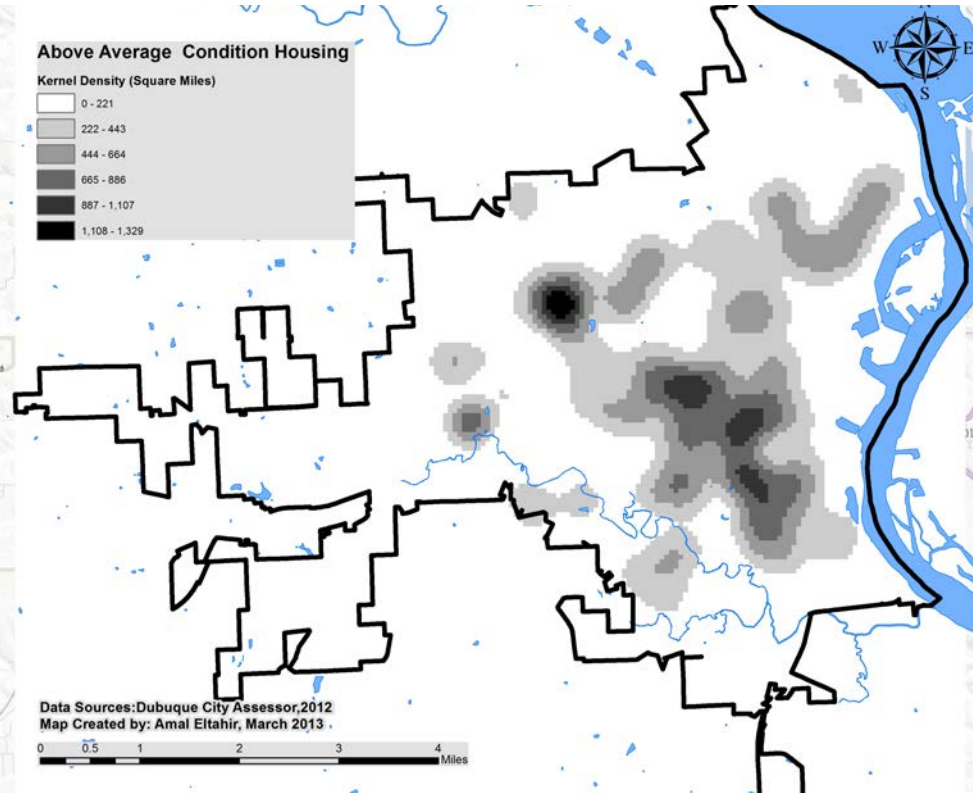 Above Average Condition Housing
Kernel Density (Square Miles)
0 - 221
222 - 443
444 - 664
665 - 886
887 - 1,107
1,108 - 1,329
N
W
E
S
Data Sources:Dubuque City Assessor,2012
Map Created by: Amal Eltahir, March 2013
0 0.5 1 2 3 4
Miles